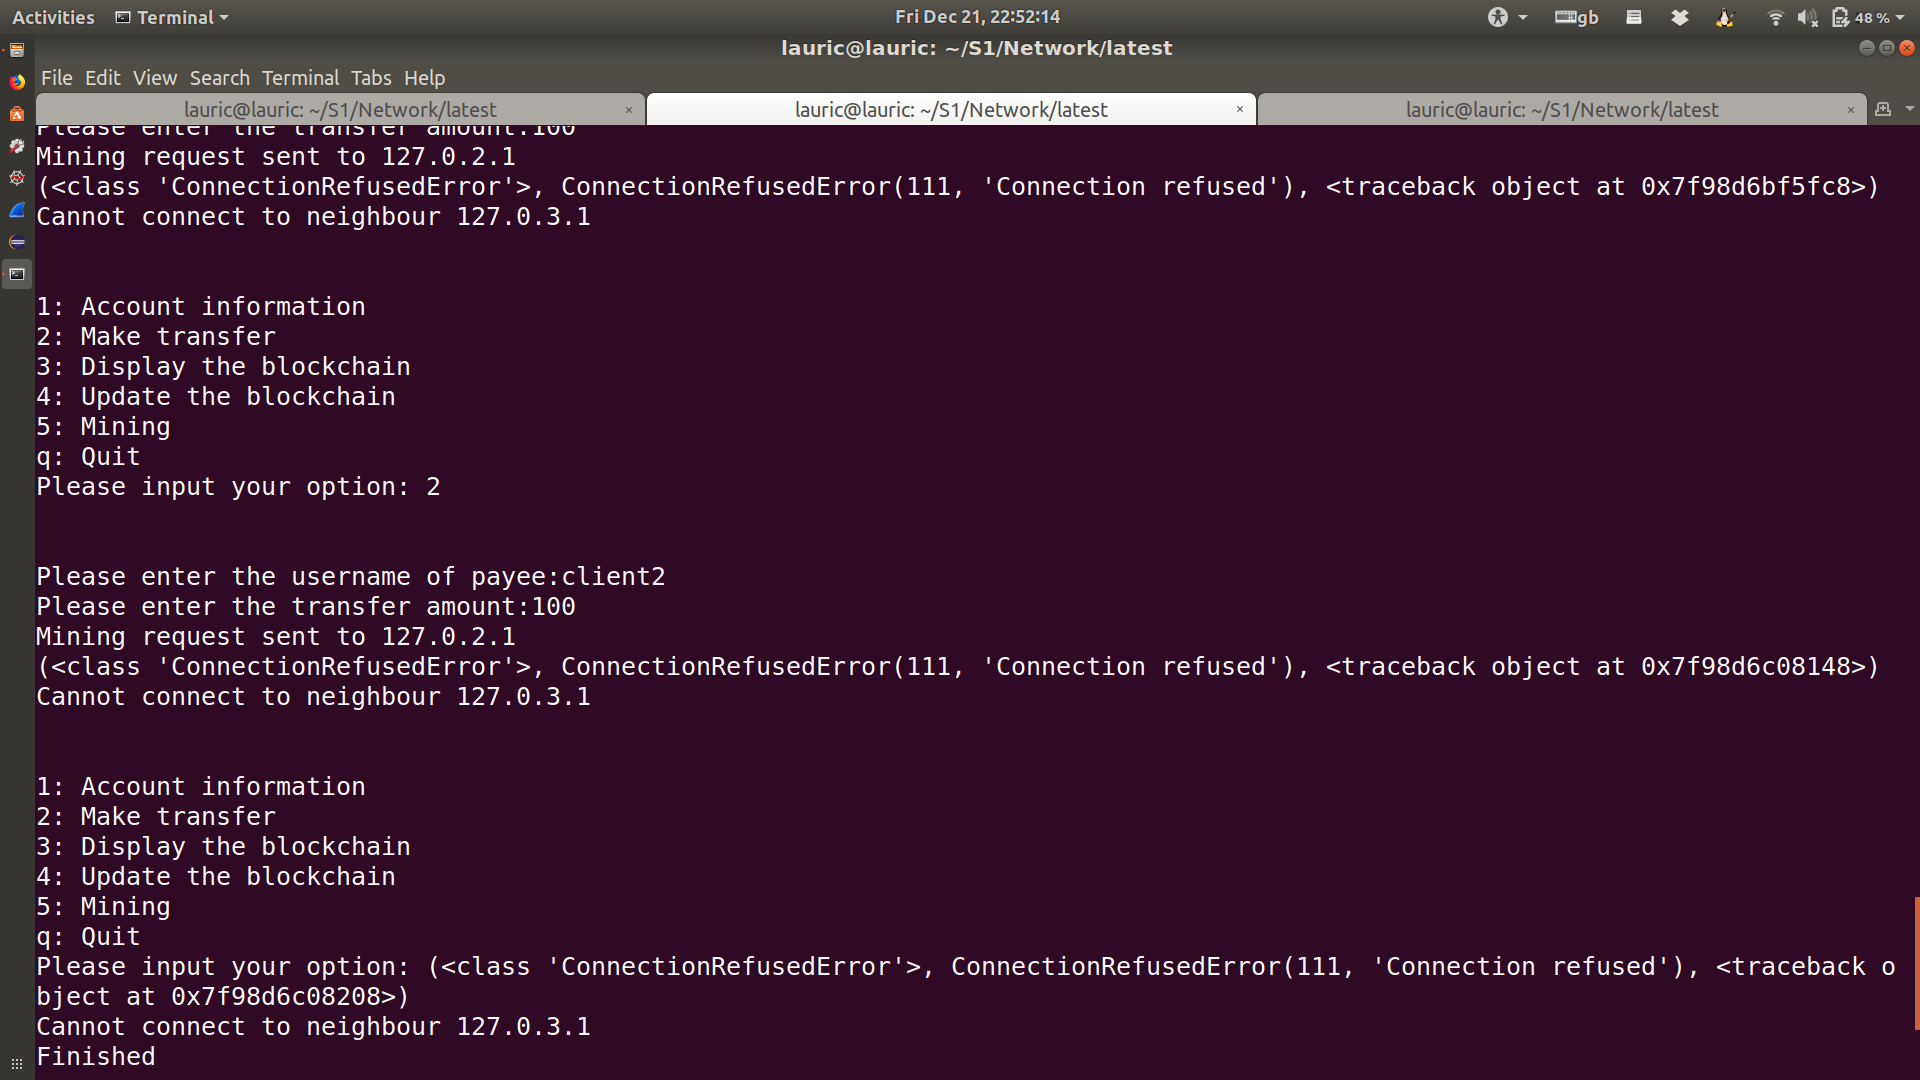 Activities Terminal Fri Dec 21, 22:52:14 gb 48 %
lauric@lauric: ~/S1/Network/latest
File Edit View Search Terminal Tabs Help
lauric@lauric: ~/S1/Network/latest × lauric@lauric: ~/S1/Network/latest × lauric@lauric: ~/S1/Network/latest ×
Please enter the transfer amount:100
Mining request sent to 127.0.2.1
(<class 'ConnectionRefusedError'>, ConnectionRefusedError(111, 'Connection refused'), <traceback object at 0x7f98d6bf5fc8>)
Cannot connect to neighbour 127.0.3.1
1: Account information
2: Make transfer
3: Display the blockchain
4: Update the blockchain
5: Mining
q: Quit
Please input your option: 2
Please enter the username of payee:client2
Please enter the transfer amount:100
Mining request sent to 127.0.2.1
(<class 'ConnectionRefusedError'>, ConnectionRefusedError(111, 'Connection refused'), <traceback object at 0x7f98d6c08148>)
Cannot connect to neighbour 127.0.3.1
1: Account information
2: Make transfer
3: Display the blockchain
4: Update the blockchain
5: Mining
q: Quit
Please input your option: (<class 'ConnectionRefusedError'>, ConnectionRefusedError(111, 'Connection refused'), <traceback o
bject at 0x7f98d6c08208>)
Cannot connect to neighbour 127.0.3.1
Finished